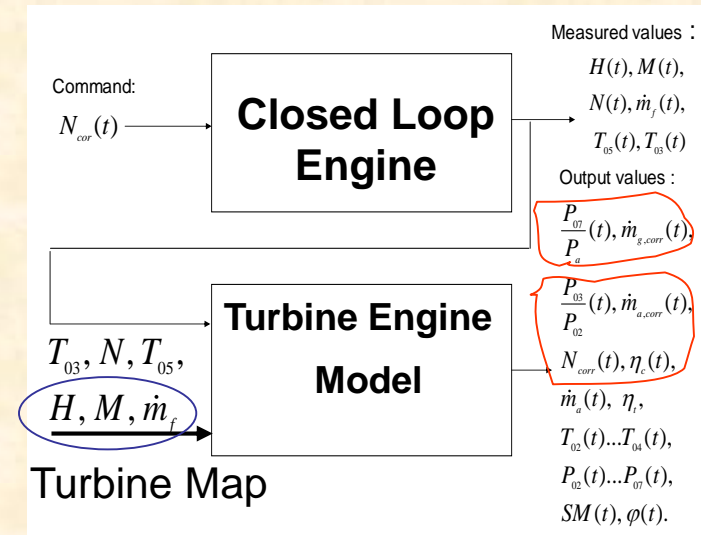 Measured values :
Command:
N_cor(t)
Closed Loop
Engine
H(t), M(t),
N(t), ṁ_f(t),
T_05(t), T_03(t)
Output values :
P_07/P_a (t), ṁ_g,corr(t),
P_03/P_02 (t), ṁ_a,corr(t),
N_corr(t), η_c(t),
ṁ_a(t), η_t,
T_02(t)...T_04(t),
P_02(t)...P_07(t),
SM(t), φ(t).
Turbine Engine
Model
T_03, N, T_05,
H, M, ṁ_f
Turbine Map